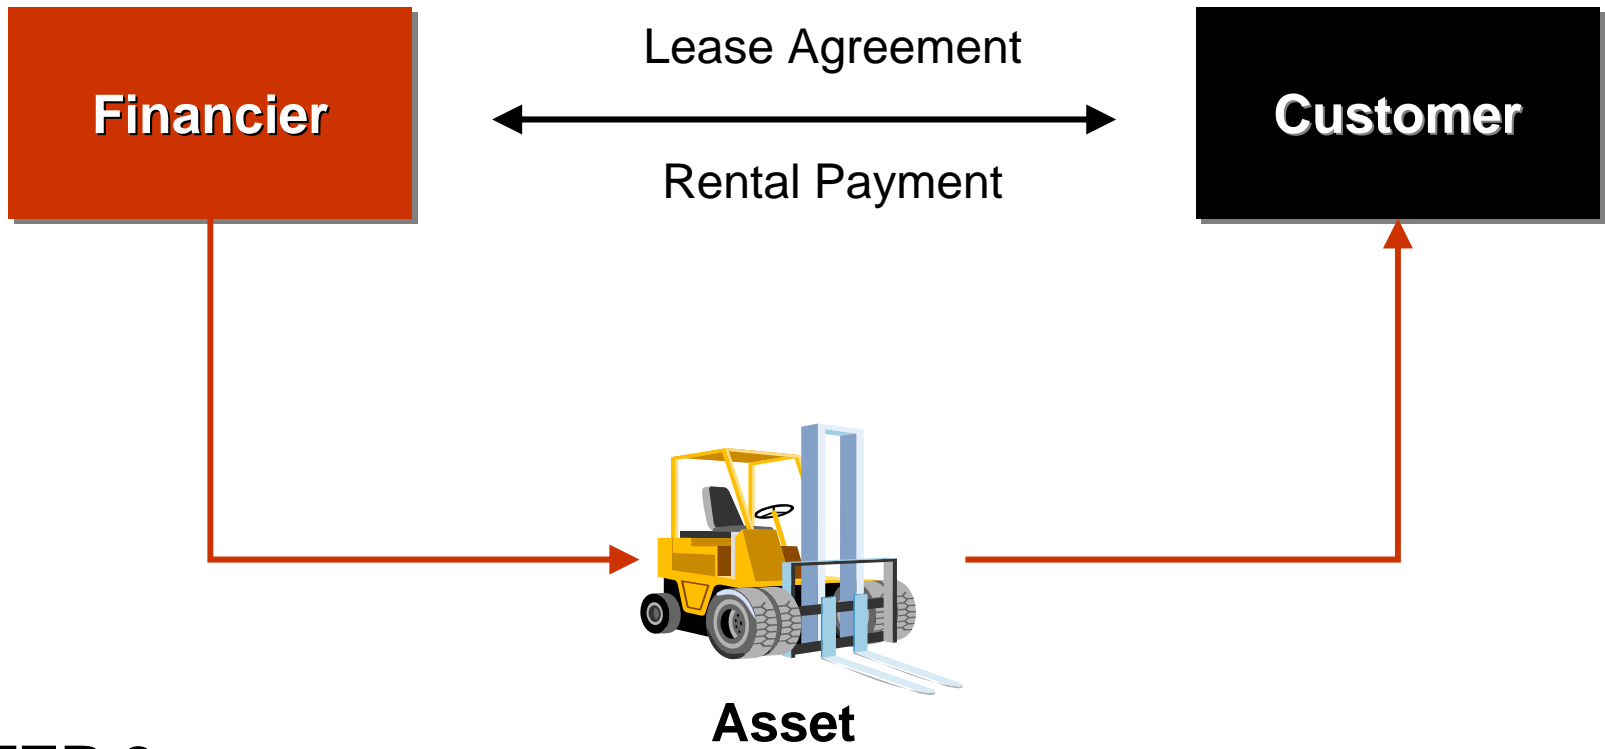 Lease Agreement
Financier
Customer
Rental Payment
Asset